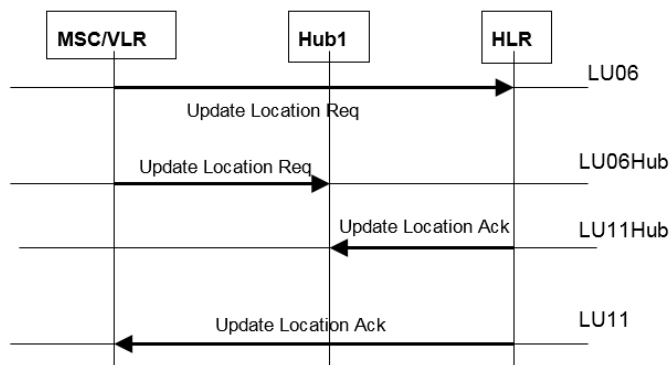 MSC/VLR Hub1 HLR
LU06
Update Location Req
Update Location Req LU06Hub
Update Location Ack LU11Hub
Update Location Ack LU11